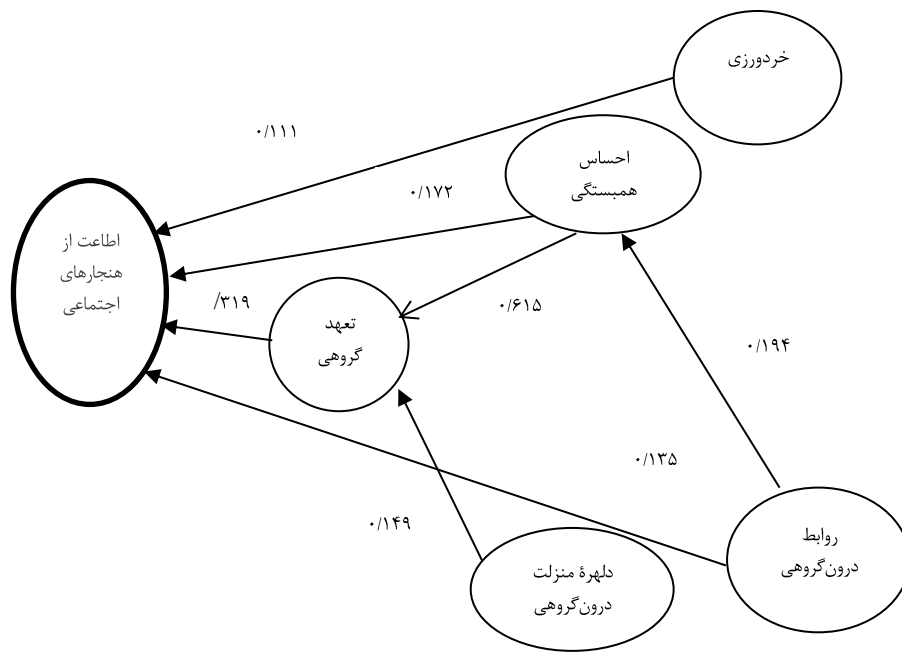 خردورزی
۰/۱۱۱
احساس
همبستگی
۰/۱۷۲
اطاعت از
هنجارهای
اجتماعی
/۳۱۹
تعهد
گروهی
۰/۶۱۵
۰/۱۹۴
۰/۱۳۵
۰/۱۴۹
روابط
درون‌گروهی
دلهرۀ منزلت
درون‌گروهی